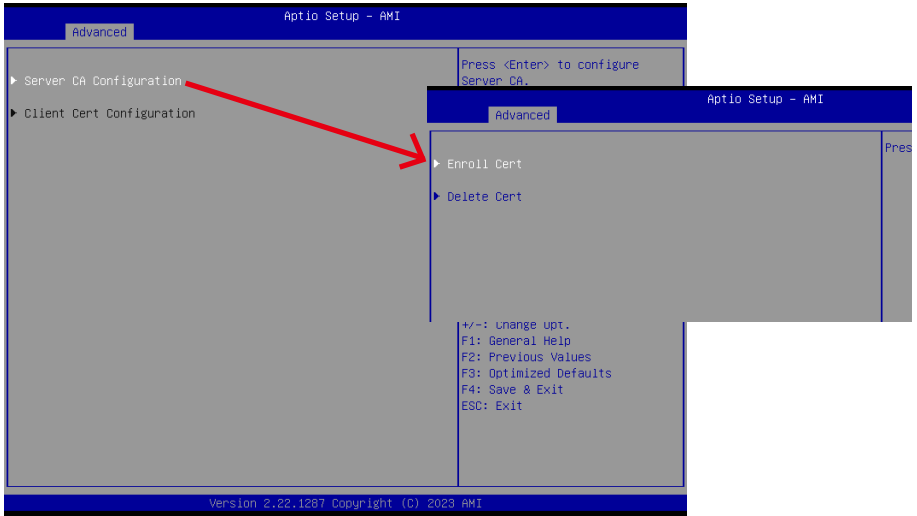 Aptio Setup – AMI
Advanced
Server CA Configuration
Client Cert Configuration
Press <Enter> to configure
Server CA.
Aptio Setup – AMI
Advanced
Enroll Cert
Delete Cert
+/-: Change Opt.
F1: General Help
F2: Previous Values
F3: Optimized Defaults
F4: Save & Exit
ESC: Exit
Version 2.22.1287 Copyright (C) 2023 AMI